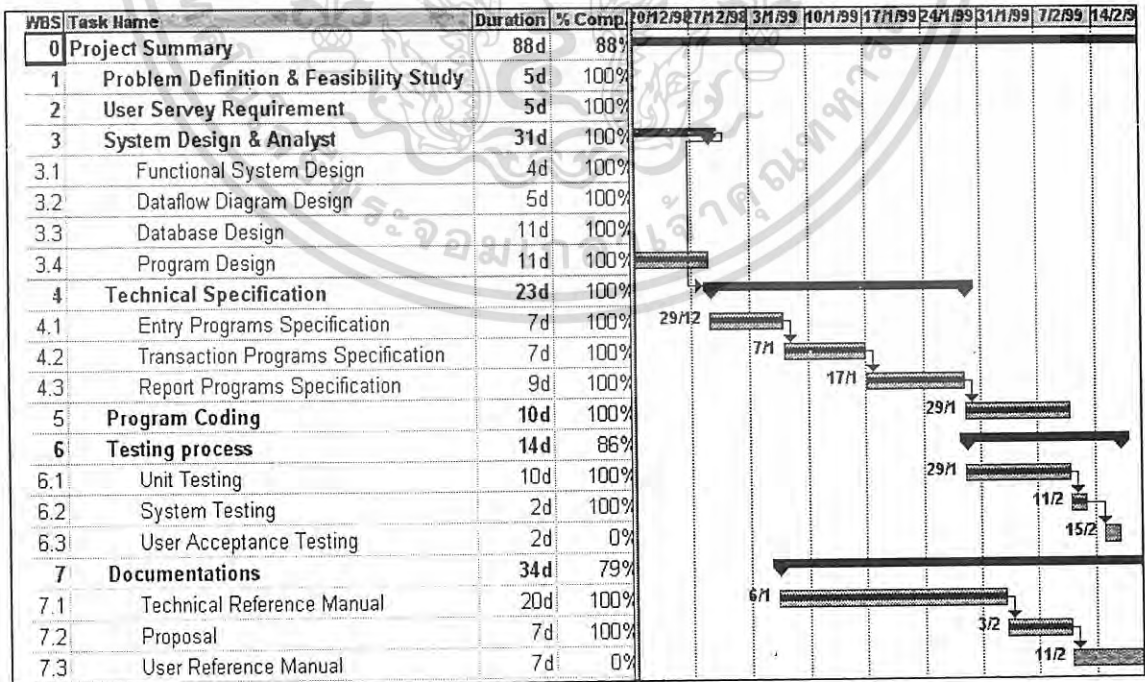 WBS Task Name Duration % Comp. 20/12/98 27/12/98 3/1/99 10/1/99 17/1/99 24/1/99 31/1/99 7/2/99 14/2/9
0 Project Summary 88d 88%
1 Problem Definition & Feasibility Study 5d 100%
2 User Servey Requirement 5d 100%
3 System Design & Analyst 31d 100%
3.1 Functional System Design 4d 100%
3.2 Dataflow Diagram Design 5d 100%
3.3 Database Design 11d 100%
3.4 Program Design 11d 100%
4 Technical Specification 23d 100%
4.1 Entry Programs Specification 7d 100% 29/12
4.2 Transaction Programs Specification 7d 100% 7/1
4.3 Report Programs Specification 9d 100% 17/1
5 Program Coding 10d 100% 29/1
6 Testing process 14d 86%
6.1 Unit Testing 10d 100% 29/1
6.2 System Testing 2d 100% 11/2
6.3 User Acceptance Testing 2d 0% 15/2
7 Documentations 34d 79%
7.1 Technical Reference Manual 20d 100% 6/1
7.2 Proposal 7d 100% 3/2
7.3 User Reference Manual 7d 0% 11/2